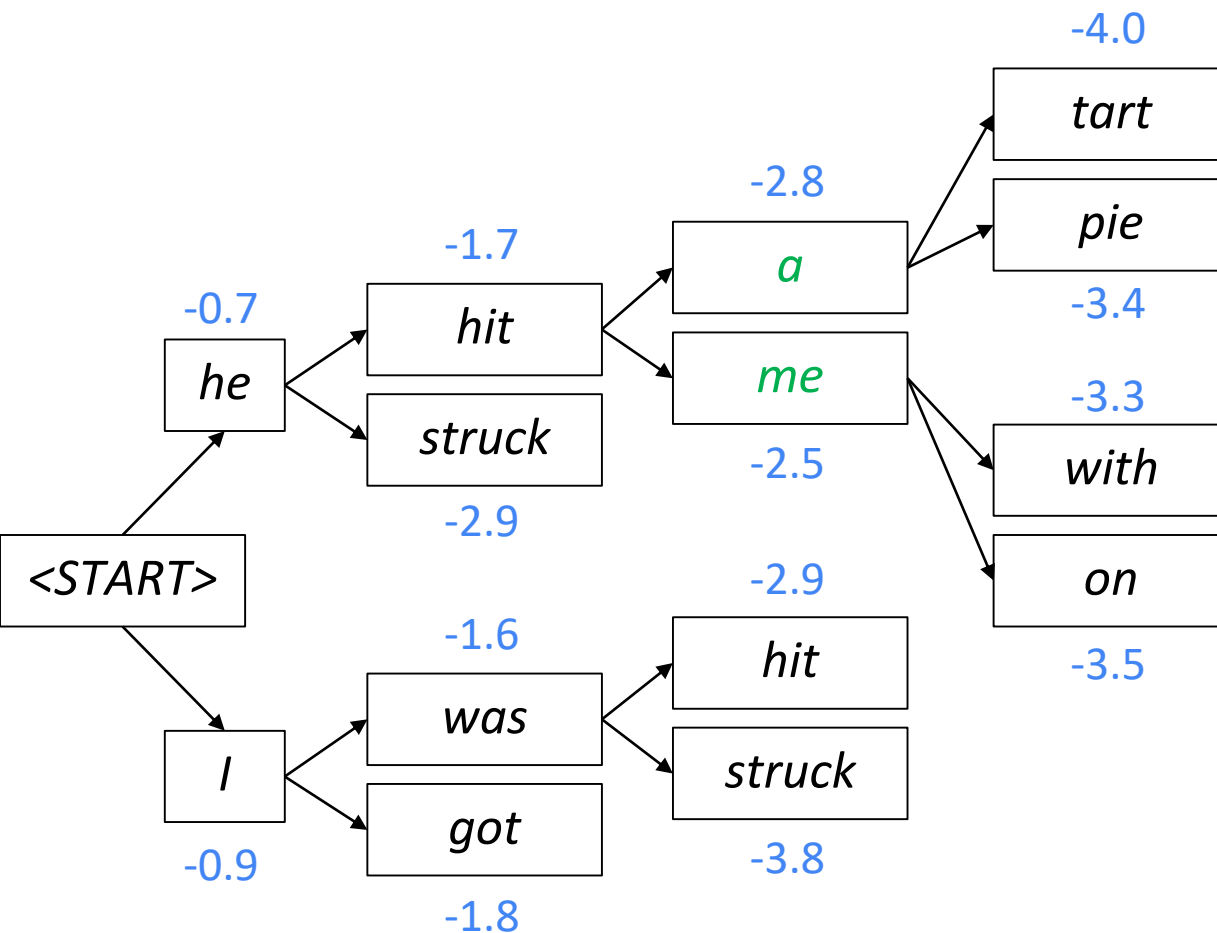 -4.0
tart
-2.8
pie
-1.7
a
-3.4
-0.7
hit
me
-3.3
he
struck
-2.5
with
-2.9
<START>
-2.9
on
-1.6
hit
-3.5
was
I
struck
got
-0.9
-3.8
-1.8